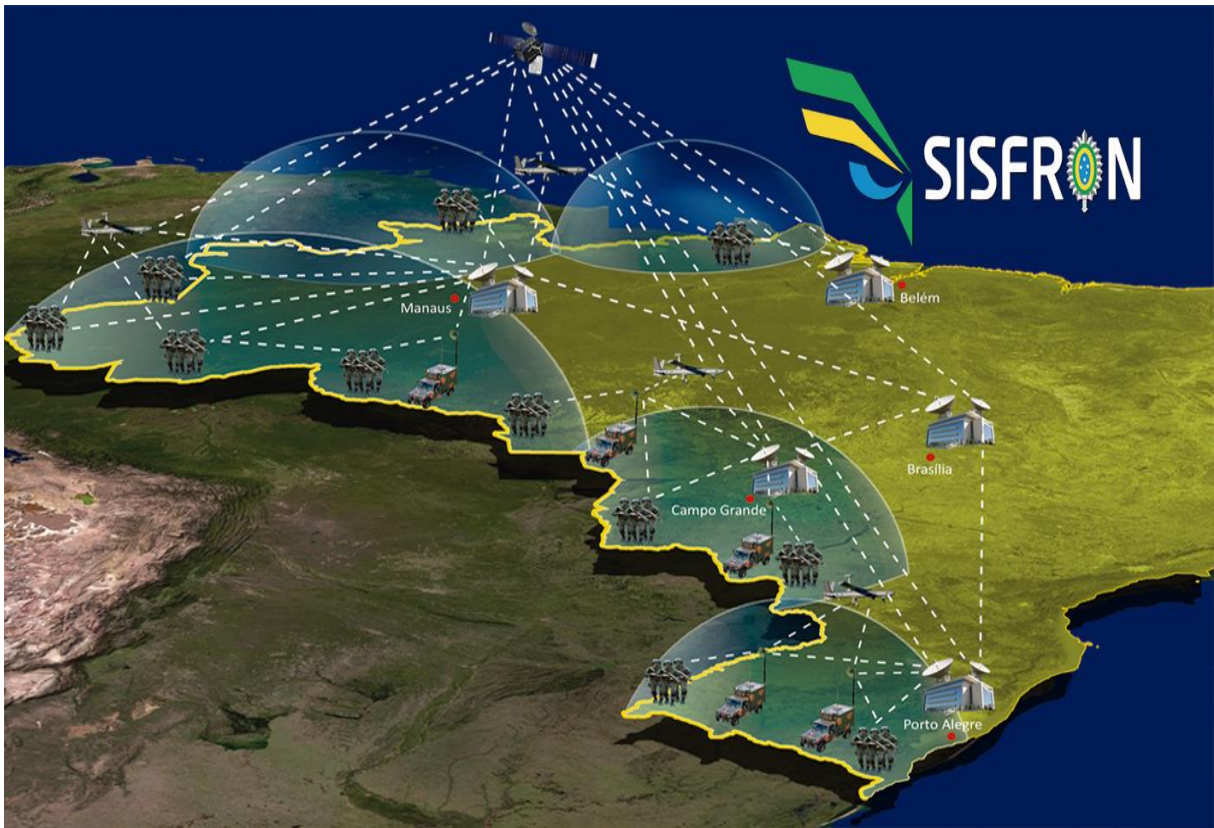 SISFRON
Manaus
Belém
Brasília
Campo Grande
Porto Alegre